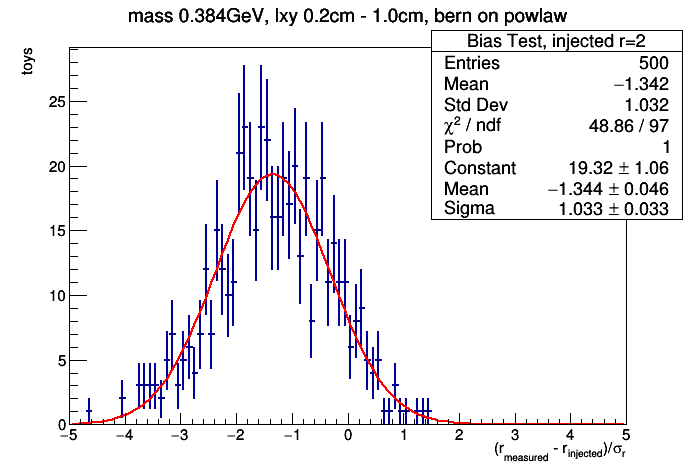 mass 0.384GeV, lxy 0.2cm - 1.0cm, bern on powlaw
Bias Test, injected r=2
Entries 500
Mean −1.342
Std Dev 1.032
χ² / ndf 48.86 / 97
Prob 1
Constant 19.32 ± 1.06
Mean −1.344 ± 0.046
Sigma 1.033 ± 0.033
toys
25
20
15
10
5
0
−5 −4 −3 −2 −1 0 1 2 3 4 5
(r_measured - r_injected)/σ_r